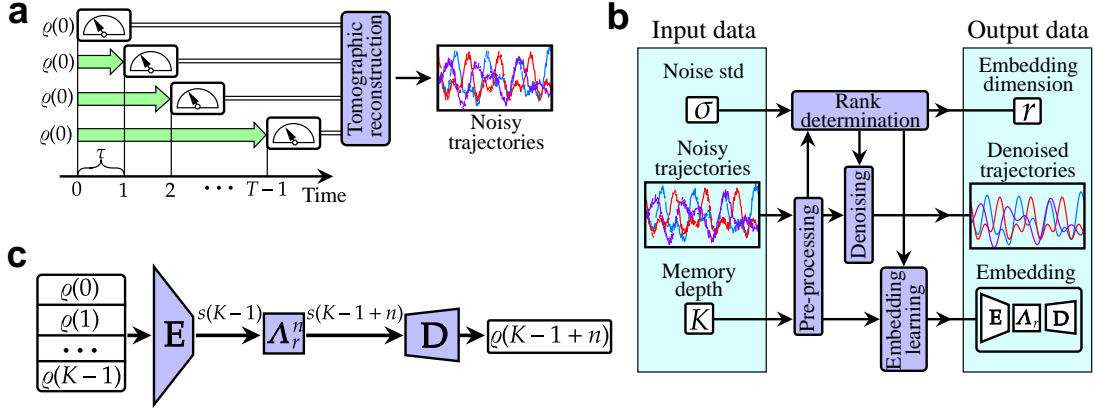 a
ϱ(0)
ϱ(0)
ϱ(0)
ϱ(0)
Tomographic
reconstruction
Noisy
trajectories
τ
0 1 2 ··· T−1 Time
b
Input data
Noise std
σ
Noisy
trajectories
Memory
depth
K
Rank
determination
Pre-processing
Denoising
Embedding
learning
Output data
Embedding
dimension
r
Denoised
trajectories
Embedding
E Λr D
c
ϱ(0)
ϱ(1)
···
ϱ(K−1)
E
s(K−1)
Λrⁿ
s(K−1+n)
D
ϱ(K−1+n)